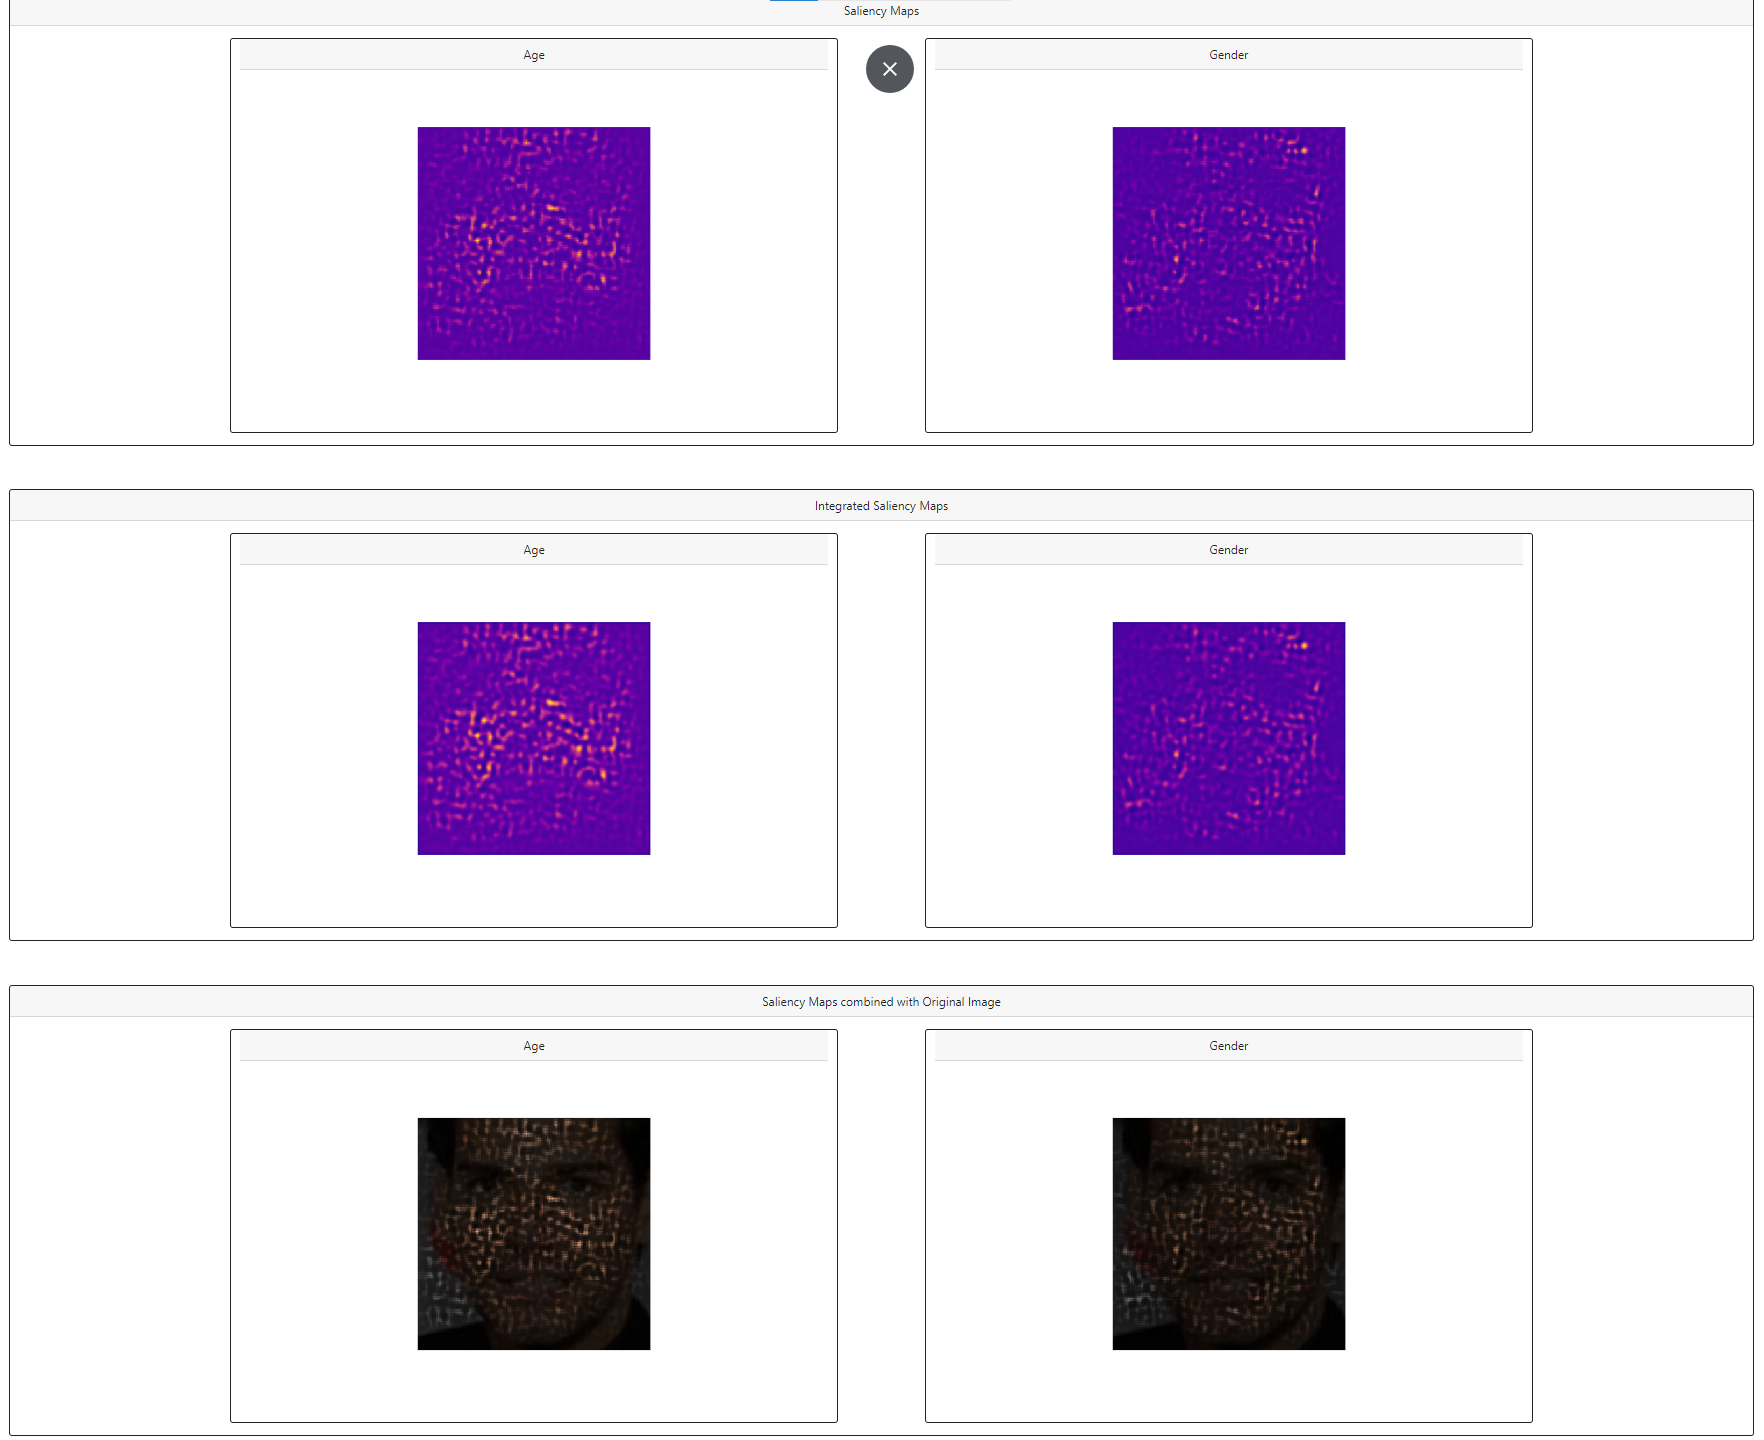 Saliency Maps
Age
Gender
Integrated Saliency Maps
Age
Gender
Saliency Maps combined with Original Image
Age
Gender